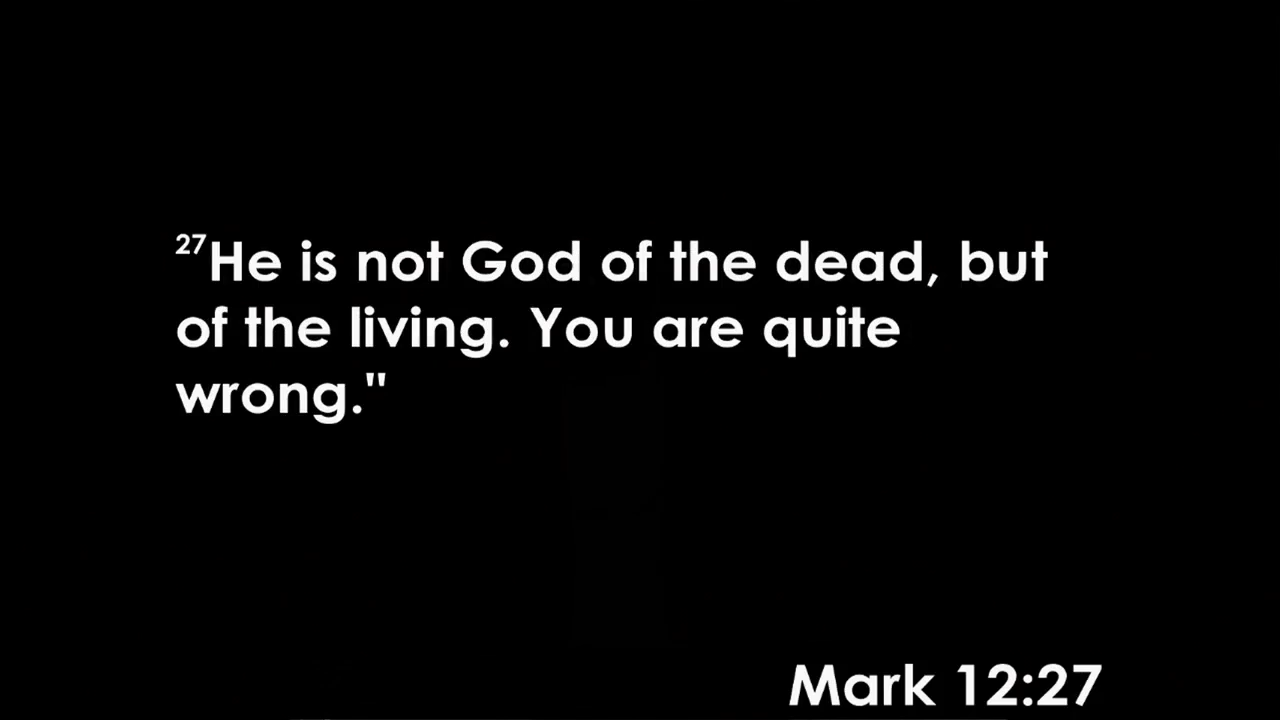 27He is not God of the dead, but
of the living. You are quite
wrong."
Mark 12:27